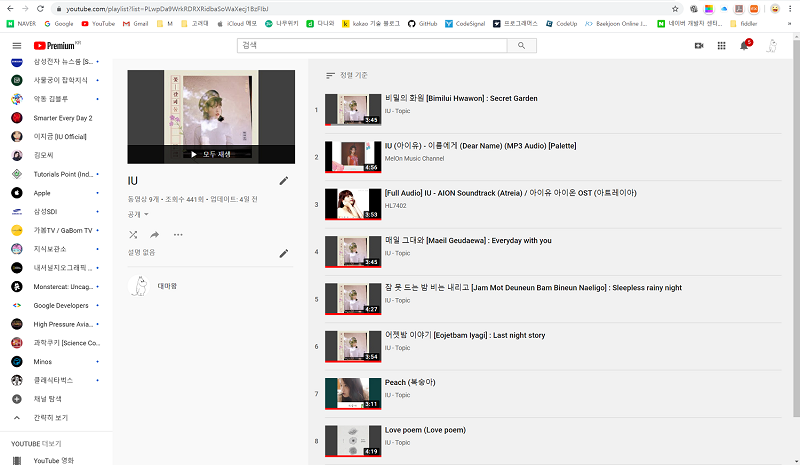 youtube.com/playlist?list=PLwpDa9WrkRDRXRidbaSoWaXecj1BzFIbJ
NAVER
Google
YouTube
Gmail
M
고려대
iCloud 메모
나무위키
다나와
kakao 기술 블로그
GitHub
CodeSignal
프로그래머스
CodeUp
Baekjoon Online J...
네이버 개발자 센티...
fiddler
Premium KR
검색
삼성전자 뉴스룸 [S...
사물궁이 잡학지식
악동 김블루
Smarter Every Day 2
이지금 [IU Official]
김모씨
Tutorials Point (Ind...
Apple
삼성SDI
가봄TV / GaBom TV
지식보관소
내셔널지오그래픽 ...
Monstercat: Uncag...
Google Developers
High Pressure Avia...
과학쿠키 [Science Co...
Minos
클래식타벅스
채널 탐색
간략히 보기
YOUTUBE 더보기
YouTube 영화
모두 재생
IU
동영상 9개 • 조회수 441회 • 업데이트: 4일 전
공개
설명 없음
대마왕
정렬 기준
1
3:45
비밀의 화원 [Bimilui Hwawon] : Secret Garden
IU - Topic
2
4:56
IU (아이유) - 이름에게 (Dear Name) (MP3 Audio) [Palette]
MelOn Music Channel
3
3:53
[Full Audio] IU - AION Soundtrack (Atreia) / 아이유 아이온 OST (아트레이아)
HL7402
4
3:45
매일 그대와 [Maeil Geudaewa] : Everyday with you
IU - Topic
5
4:27
잠 못 드는 밤 비는 내리고 [Jam Mot Deuneun Bam Bineun Naeligo] : Sleepless rainy night
IU - Topic
6
3:54
어젯밤 이야기 [Eojetbam Iyagi] : Last night story
IU - Topic
7
3:11
Peach (복숭아)
IU - Topic
8
4:19
Love poem (Love poem)
IU - Topic